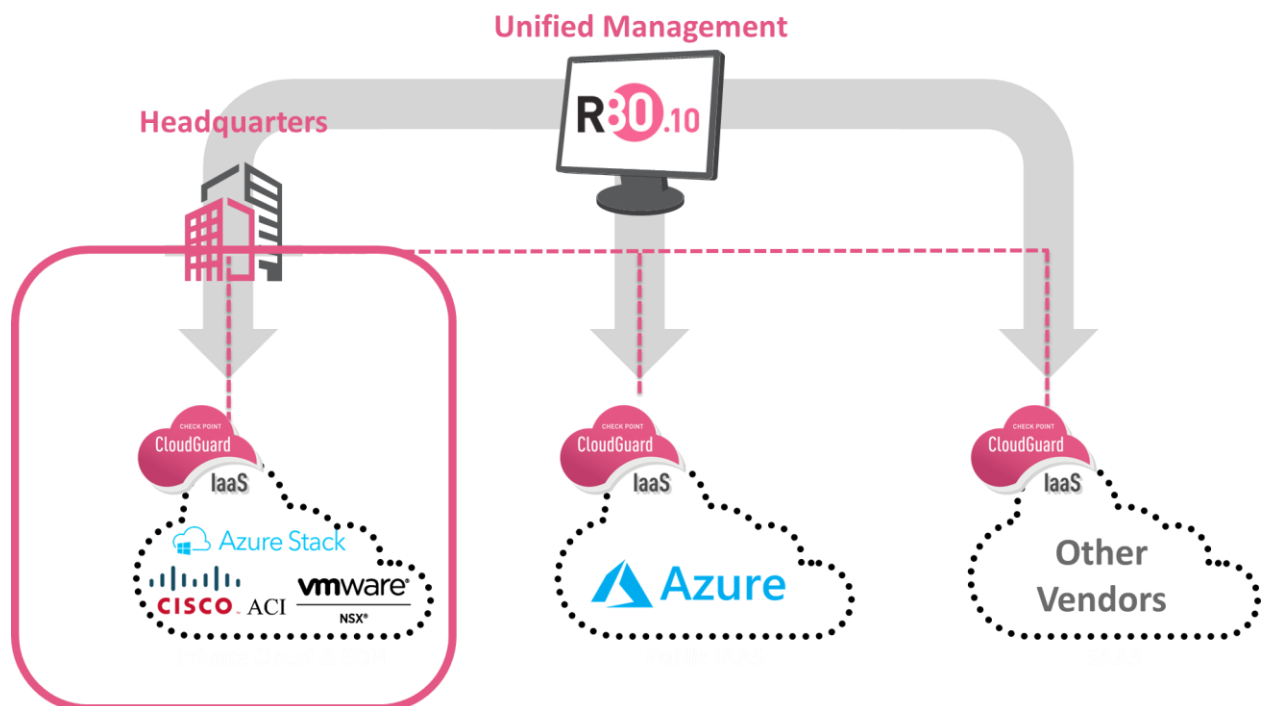 Unified Management
Headquarters
R80.10
CHECK POINT
CloudGuard
IaaS
Azure Stack
CISCO ACI
vmware®
NSX®
CHECK POINT
CloudGuard
IaaS
Azure
CHECK POINT
CloudGuard
IaaS
Other
Vendors